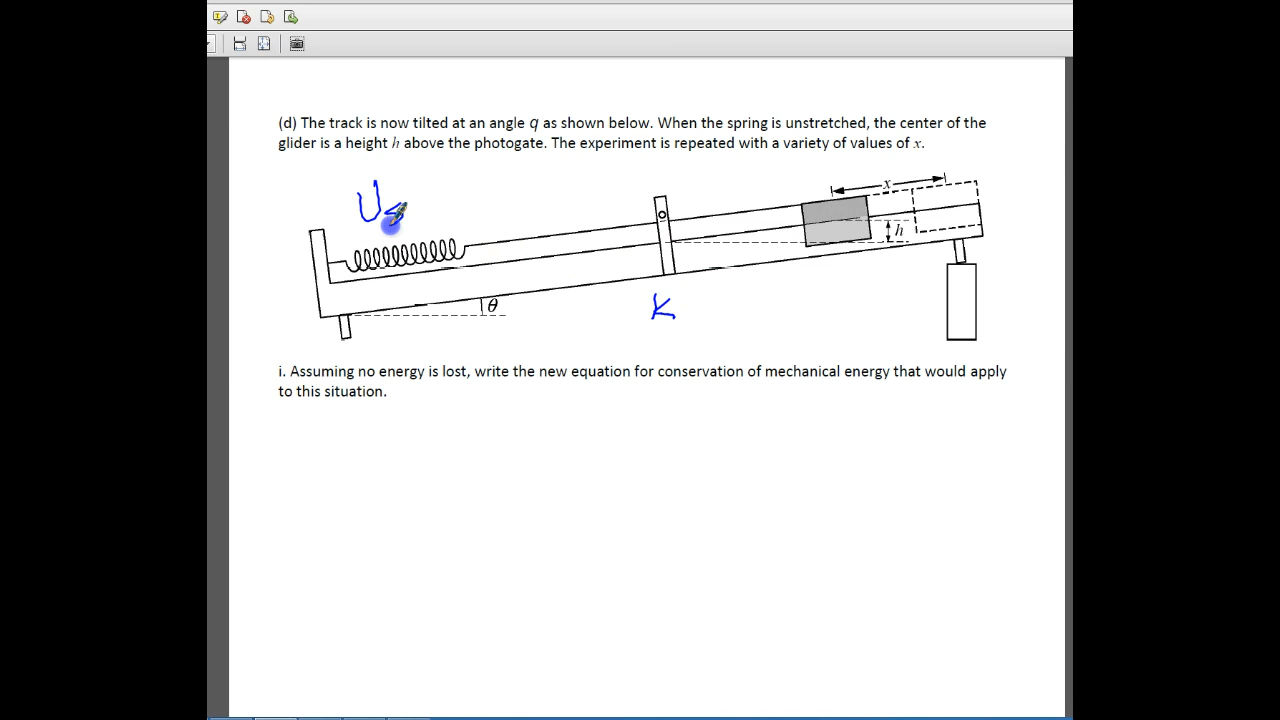 (d) The track is now tilted at an angle q as shown below. When the spring is unstretched, the center of the
glider is a height h above the photogate. The experiment is repeated with a variety of values of x.
x
Us
h
θ
K
i. Assuming no energy is lost, write the new equation for conservation of mechanical energy that would apply
to this situation.